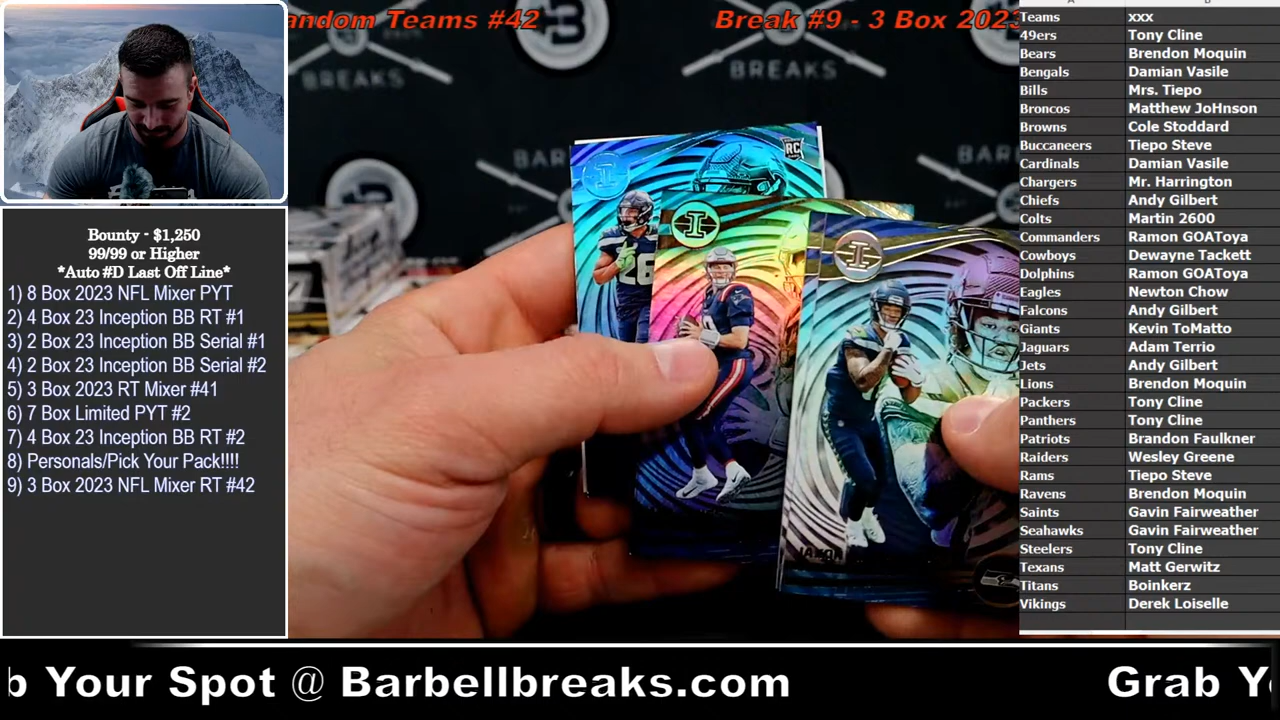 andom Teams #42
Break #9 - 3 Box 2023
BREAKS
BREAKS
BAR
BAR
RC
26
Bounty - $1,250
99/99 or Higher
*Auto #D Last Off Line*
1) 8 Box 2023 NFL Mixer PYT
2) 4 Box 23 Inception BB RT #1
3) 2 Box 23 Inception BB Serial #1
4) 2 Box 23 Inception BB Serial #2
5) 3 Box 2023 RT Mixer #41
6) 7 Box Limited PYT #2
7) 4 Box 23 Inception BB RT #2
8) Personals/Pick Your Pack!!!!
9) 3 Box 2023 NFL Mixer RT #42
Teams xxx
49ers Tony Cline
Bears Brendon Moquin
Bengals Damian Vasile
Bills Mrs. Tiepo
Broncos Matthew JoHnson
Browns Cole Stoddard
Buccaneers Tiepo Steve
Cardinals Damian Vasile
Chargers Mr. Harrington
Chiefs Andy Gilbert
Colts Martin 2600
Commanders Ramon GOAToya
Cowboys Dewayne Tackett
Dolphins Ramon GOAToya
Eagles Newton Chow
Falcons Andy Gilbert
Giants Kevin ToMatto
Jaguars Adam Terrio
Jets Andy Gilbert
Lions Brendon Moquin
Packers Tony Cline
Panthers Tony Cline
Patriots Brandon Faulkner
Raiders Wesley Greene
Rams Tiepo Steve
Ravens Brendon Moquin
Saints Gavin Fairweather
Seahawks Gavin Fairweather
Steelers Tony Cline
Texans Matt Gerwitz
Titans Boinkerz
Vikings Derek Loiselle
b Your Spot @ Barbellbreaks.com
Grab Y